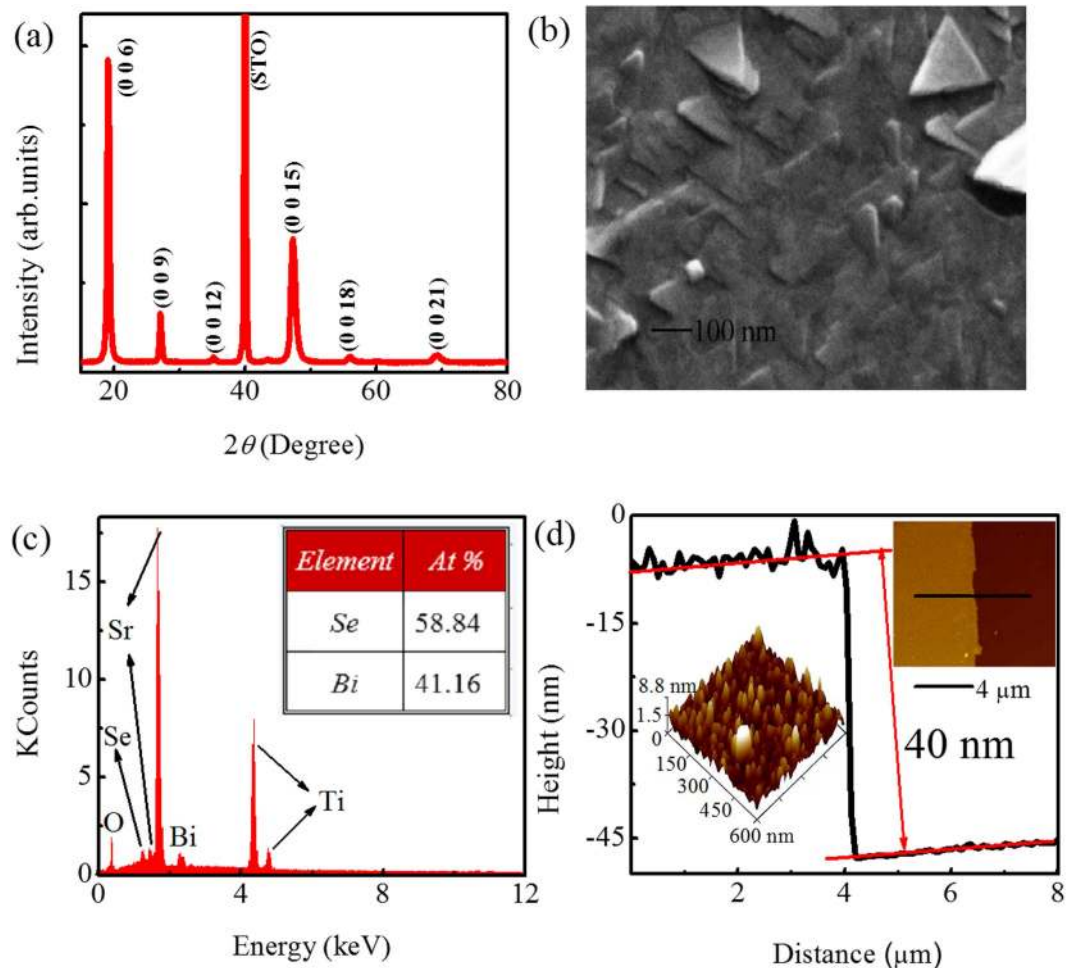 (a)
(0 0 6)
(0 0 9)
(0 0 12)
(STO)
(0 0 15)
(0 0 18)
(0 0 21)
Intensity (arb.units)
20
40
60
80
2θ (Degree)
(b)
100 nm
(c)
KCounts
15
10
5
0
Sr
Se
O
Bi
Ti
Element At %
Se 58.84
Bi 41.16
0
4
8
12
Energy (keV)
(d)
Height (nm)
0
-15
-30
-45
8.8 nm
1.5
0
150
300
450
600 nm
4 μm
40 nm
2
4
6
8
Distance (μm)